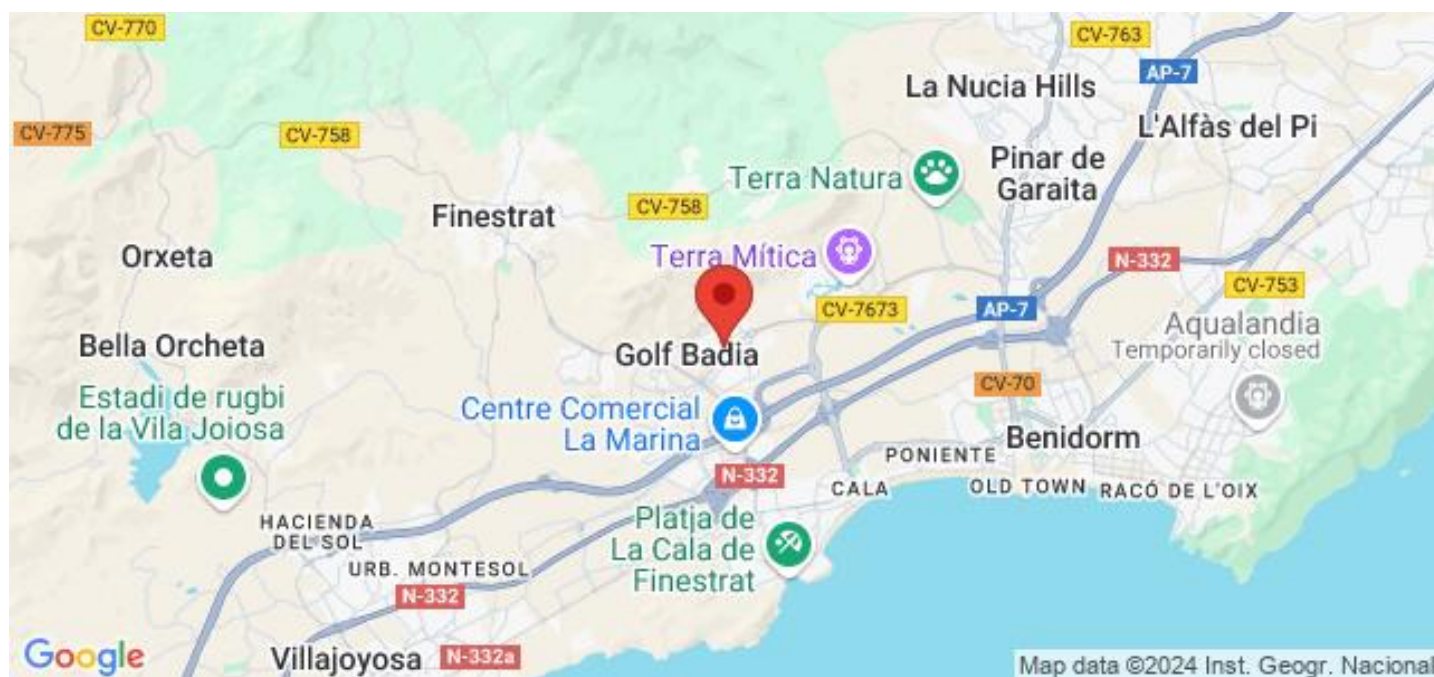 CV-770
CV-763
AP-7
La Nucia Hills
CV-775
CV-758
L'Alfàs del Pi
Pinar de
Garaita
Terra Natura
CV-758
Finestrat
Orxeta
Terra Mítica
N-332
CV-753
CV-7673
AP-7
Aqualandia
Temporarily closed
Bella Orcheta
Golf Badia
Estadi de rugbi
de la Vila Joiosa
CV-70
Centre Comercial
La Marina
Benidorm
PONIENTE
N-332
CALA
OLD TOWN
RACÓ DE L'OIX
HACIENDA
DEL SOL
Platja de
La Cala de
Finestrat
URB. MONTESOL
N-332
Google
Villajoyosa
N-332a
Map data ©2024 Inst. Geogr. Nacional